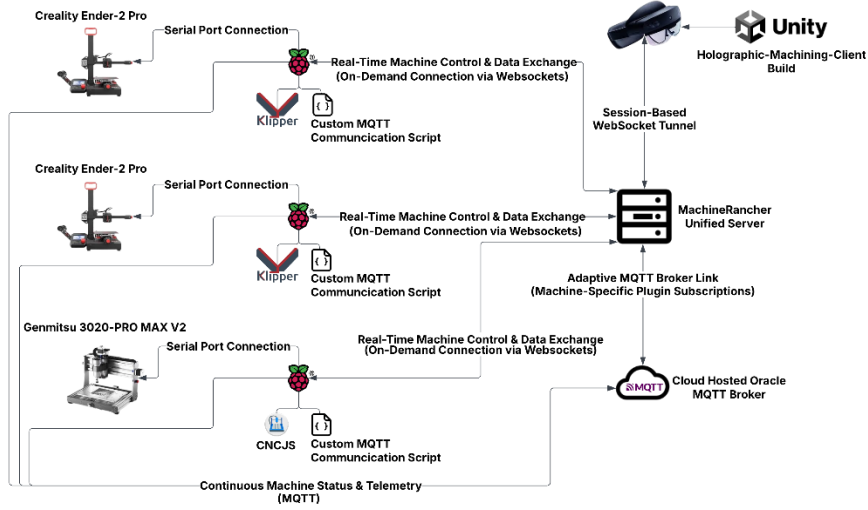 Creality Ender-2 Pro
Serial Port Connection
Real-Time Machine Control & Data Exchange
(On-Demand Connection via Websockets)
Klipper
{ }
Custom MQTT
Communcication Script
Unity
Holographic-Machining-Client
Build
Session-Based
WebSocket Tunnel
Creality Ender-2 Pro
Serial Port Connection
Real-Time Machine Control & Data Exchange
(On-Demand Connection via Websockets)
Klipper
{ }
Custom MQTT
Communcication Script
MachineRancher
Unified Server
Adaptive MQTT Broker Link
(Machine-Specific Plugin Subscriptions)
Genmitsu 3020-PRO MAX V2
Serial Port Connection
Real-Time Machine Control & Data Exchange
(On-Demand Connection via Websockets)
CNCJS
{ }
Custom MQTT
Communcication Script
MQTT
Cloud Hosted Oracle
MQTT Broker
Continuous Machine Status & Telemetry
(MQTT)